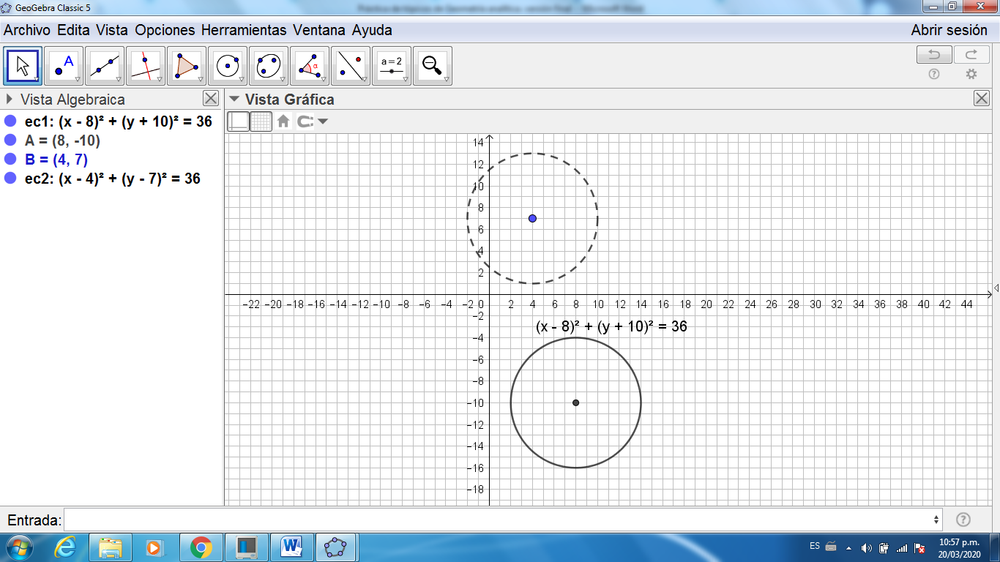 GeoGebra Classic 5
Archivo Edita Vista Opciones Herramientas Ventana Ayuda Abrir sesión
A
α
a=2
Vista Algebraica
Vista Gráfica
ec1: (x - 8)² + (y + 10)² = 36
A = (8, -10)
B = (4, 7)
ec2: (x - 4)² + (y - 7)² = 36
14
12
10
8
6
4
2
-22 -20 -18 -16 -14 -12 -10 -8 -6 -4 -2 0 2 4 6 8 10 12 14 16 18 20 22 24 26 28 30 32 34 36 38 40 42 44
-2
(x - 8)² + (y + 10)² = 36
-4
-6
-8
-10
-12
-14
-16
-18
Entrada:
ES
10:57 p.m.
20/03/2020